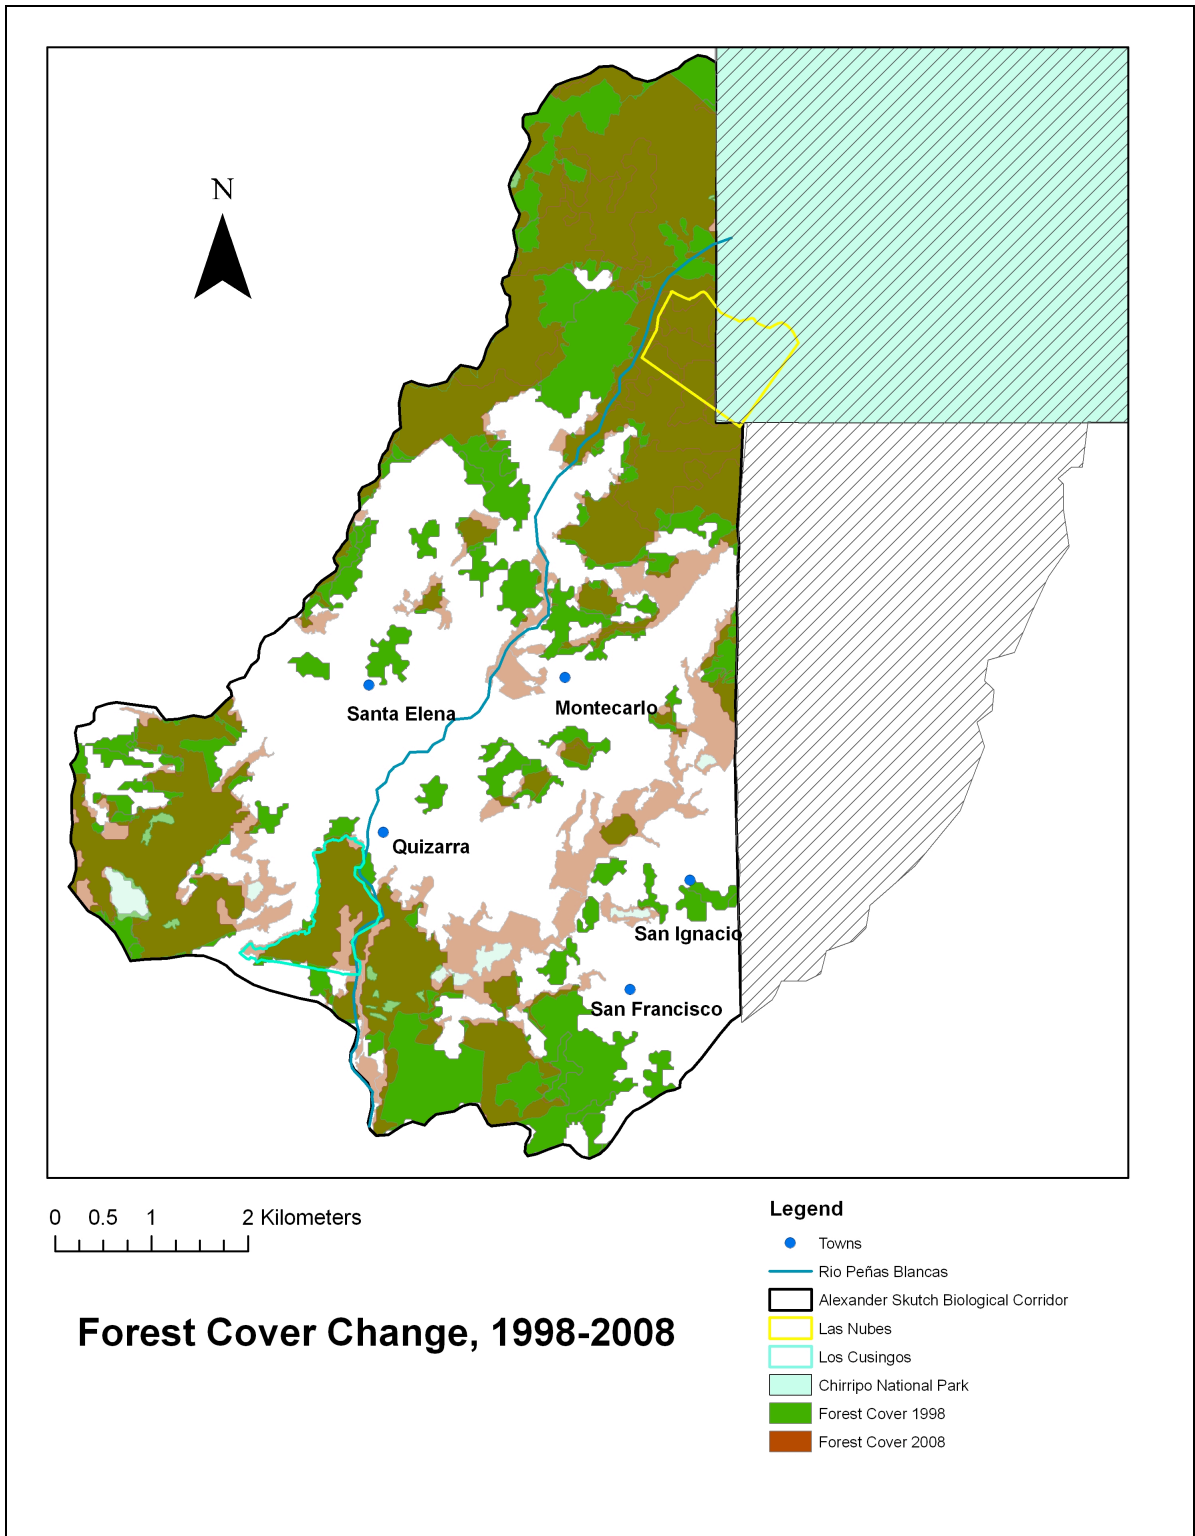 N
Santa Elena
Montecarlo
Quizarra
San Ignacio
San Francisco
0 0.5 1 2 Kilometers
Forest Cover Change, 1998-2008
Legend
Towns
Rio Peñas Blancas
Alexander Skutch Biological Corridor
Las Nubes
Los Cusingos
Chirripo National Park
Forest Cover 1998
Forest Cover 2008